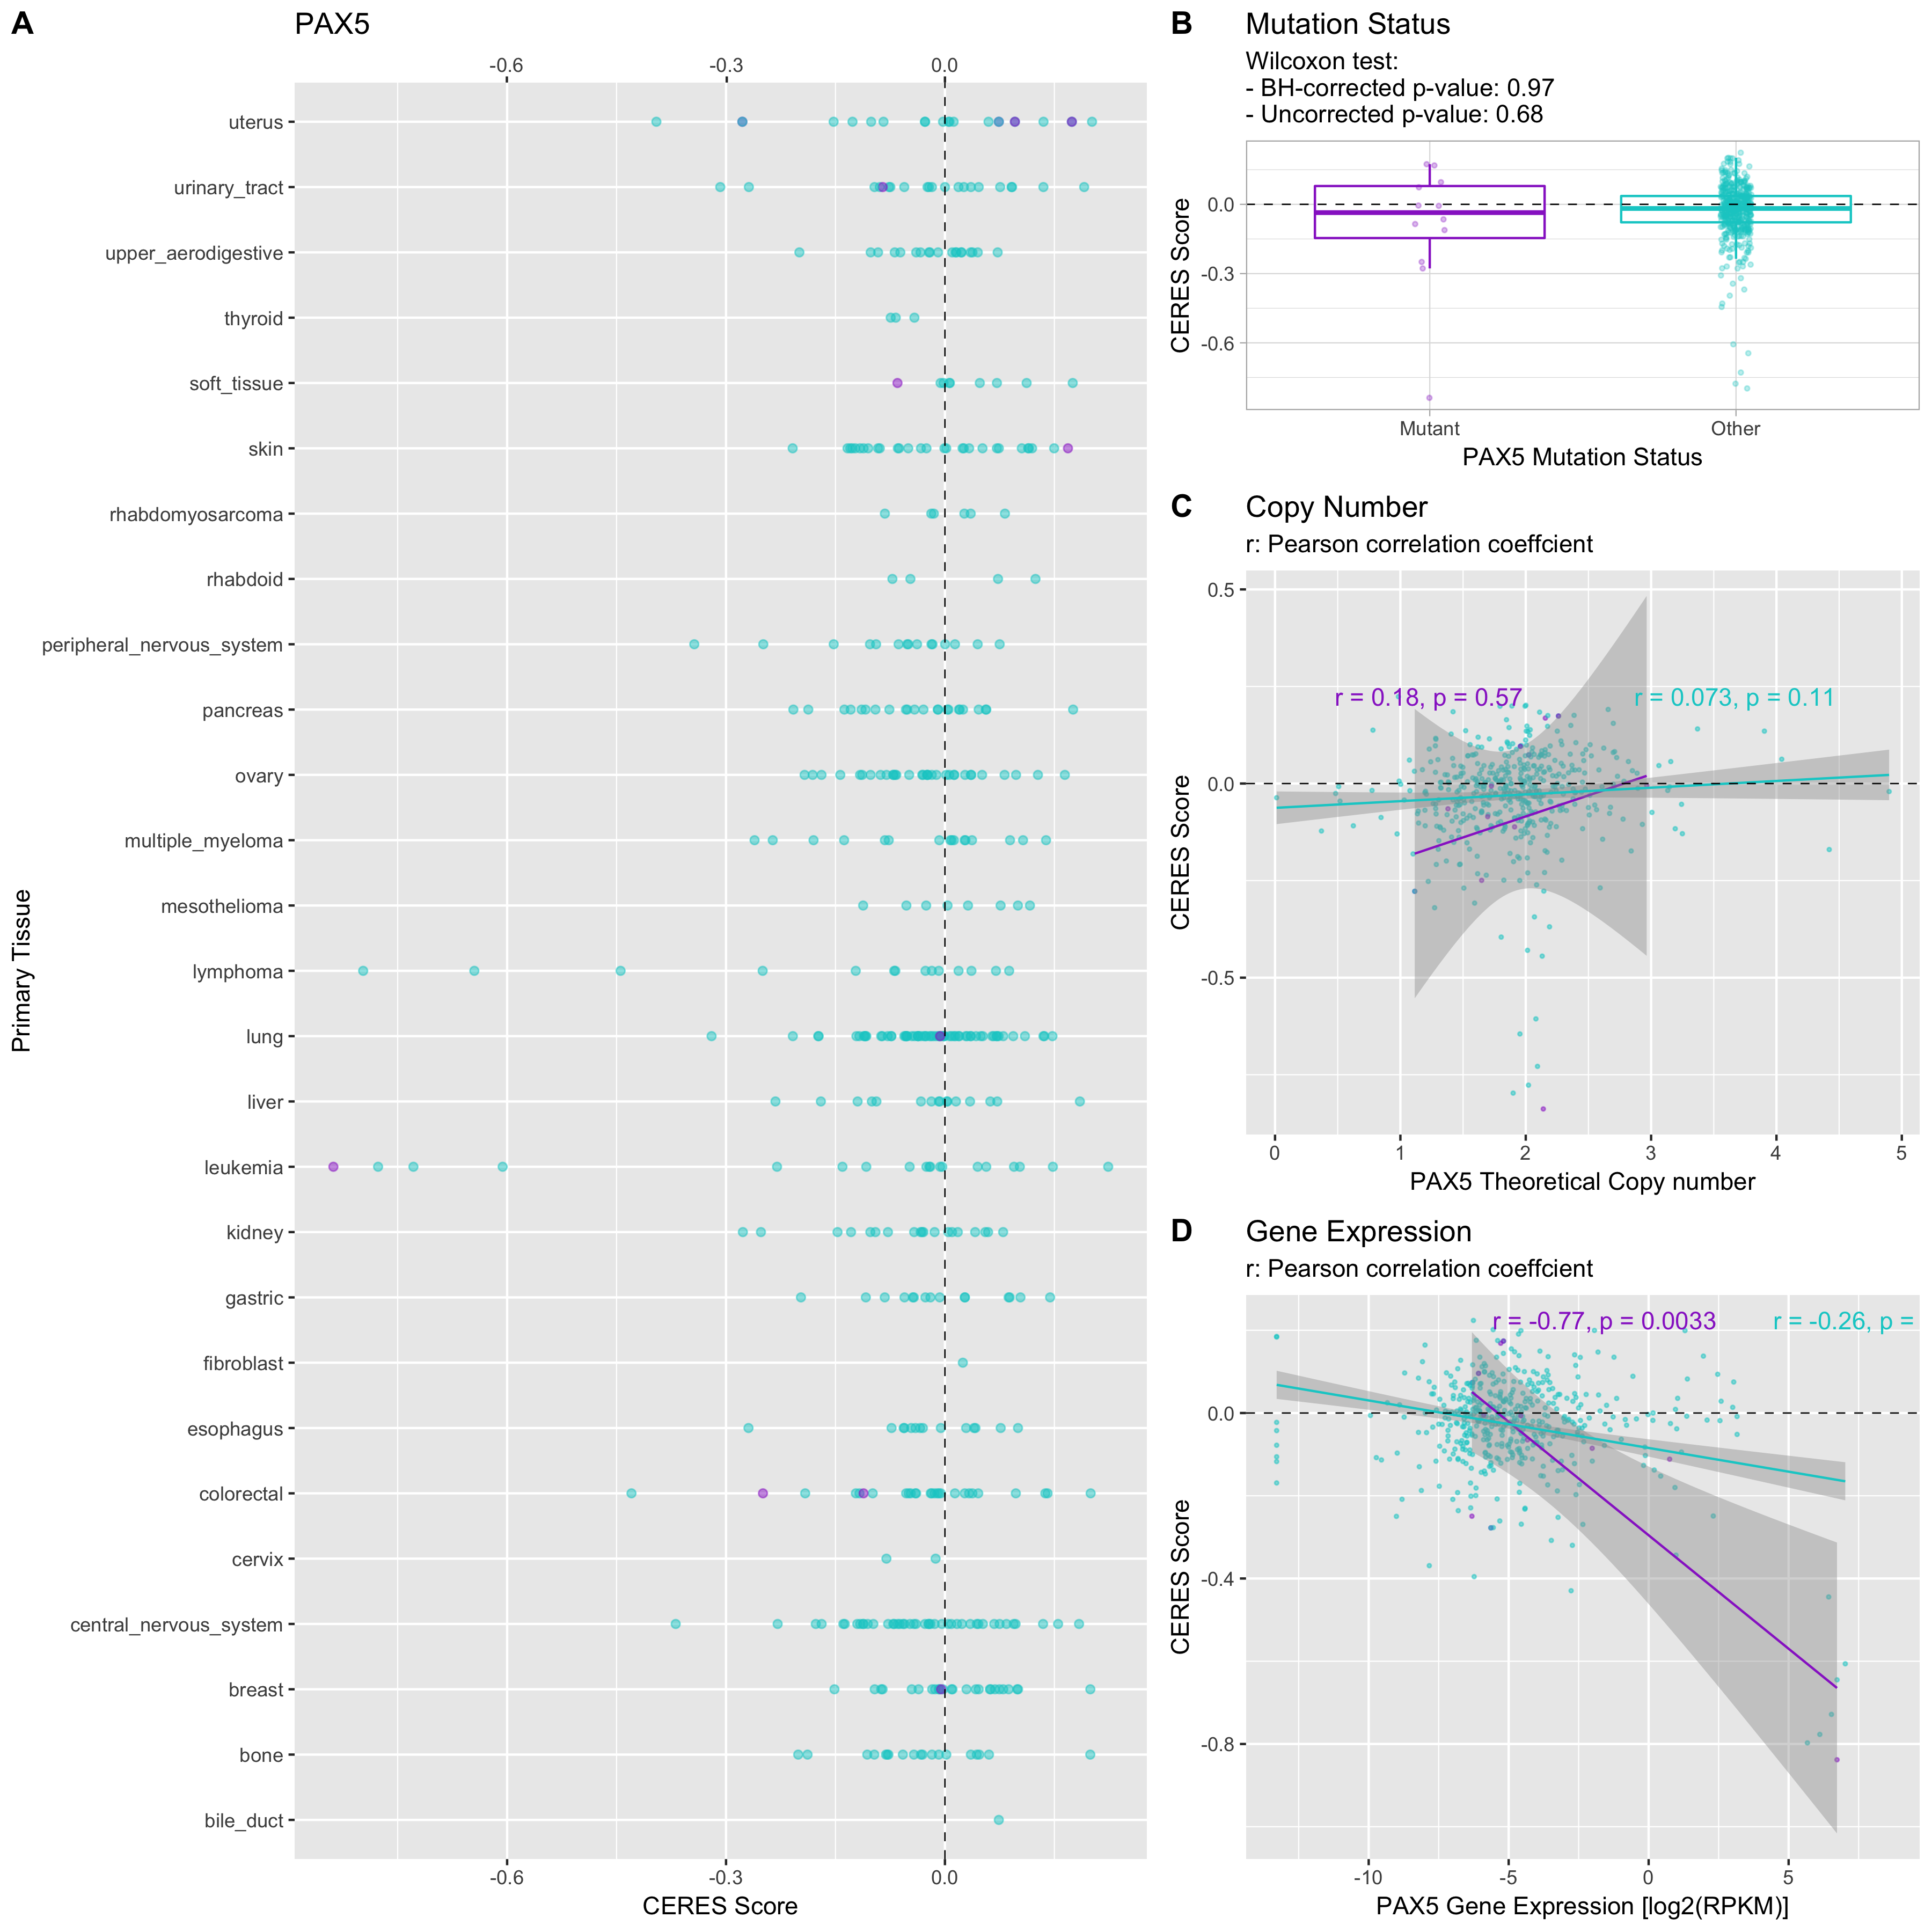 A
PAX5
-0.6 -0.3 0.0
Primary Tissue
uterus
urinary_tract
upper_aerodigestive
thyroid
soft_tissue
skin
rhabdomyosarcoma
rhabdoid
peripheral_nervous_system
pancreas
ovary
multiple_myeloma
mesothelioma
lymphoma
lung
liver
leukemia
kidney
gastric
fibroblast
esophagus
colorectal
cervix
central_nervous_system
breast
bone
bile_duct
-0.6 -0.3 0.0
CERES Score
B
Mutation Status
Wilcoxon test:
- BH-corrected p-value: 0.97
- Uncorrected p-value: 0.68
CERES Score
0.0
-0.3
-0.6
Mutant Other
PAX5 Mutation Status
C
Copy Number
r: Pearson correlation coeffcient
CERES Score
0.5
r = 0.18, p = 0.57 r = 0.073, p = 0.11
0.0
-0.5
0 1 2 3 4 5
PAX5 Theoretical Copy number
D
Gene Expression
r: Pearson correlation coeffcient
CERES Score
r = -0.77, p = 0.0033 r = -0.26, p =
0.0
-0.4
-0.8
-10 -5 0 5
PAX5 Gene Expression [log2(RPKM)]